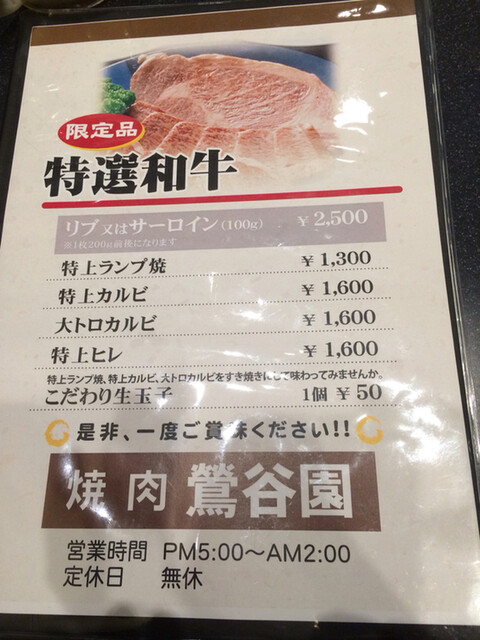 限定品
特選和牛
リブ又はサーロイン(100g) ¥2,500
※1枚200g前後になります
特上ランプ焼 ¥1,300
特上カルビ ¥1,600
大トロカルビ ¥1,600
特上ヒレ ¥1,600
特上ランプ焼、特上カルビ、大トロカルビをすき焼きにして味わってみませんか。
こだわり生玉子 1個 ¥50
是非、一度ご賞味ください!!
焼肉 鶯谷園
営業時間 PM5:00～AM2:00
定休日 無休